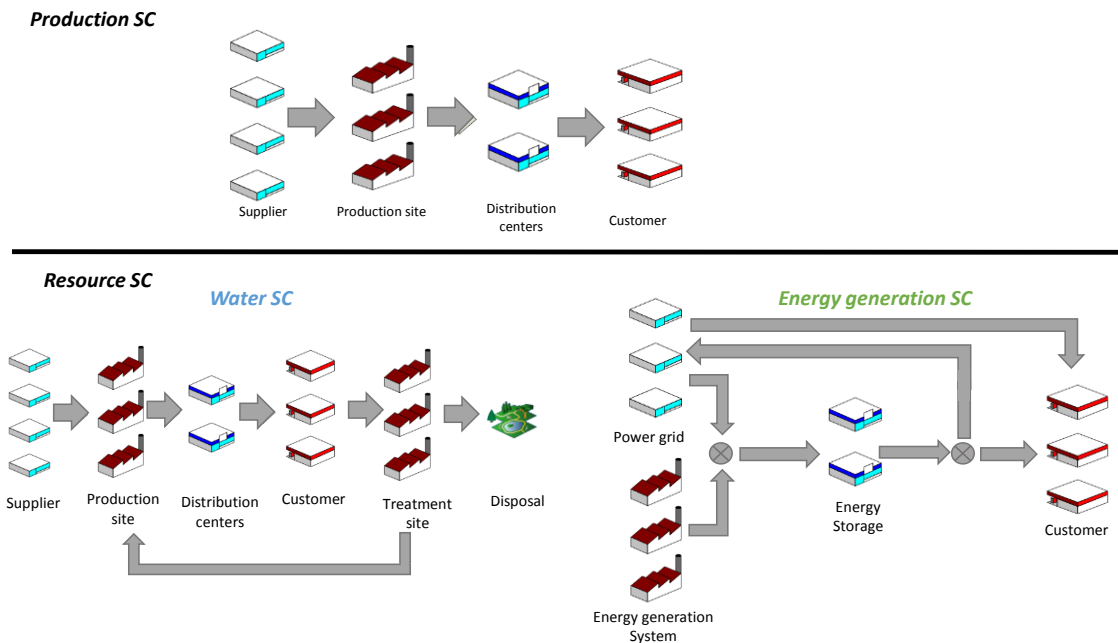 Production SC
Supplier
Production site
Distribution
centers
Customer
Resource SC
Water SC
Supplier
Production
site
Distribution
centers
Customer
Treatment
site
Disposal
Energy generation SC
Power grid
Energy generation
System
Energy
Storage
Customer